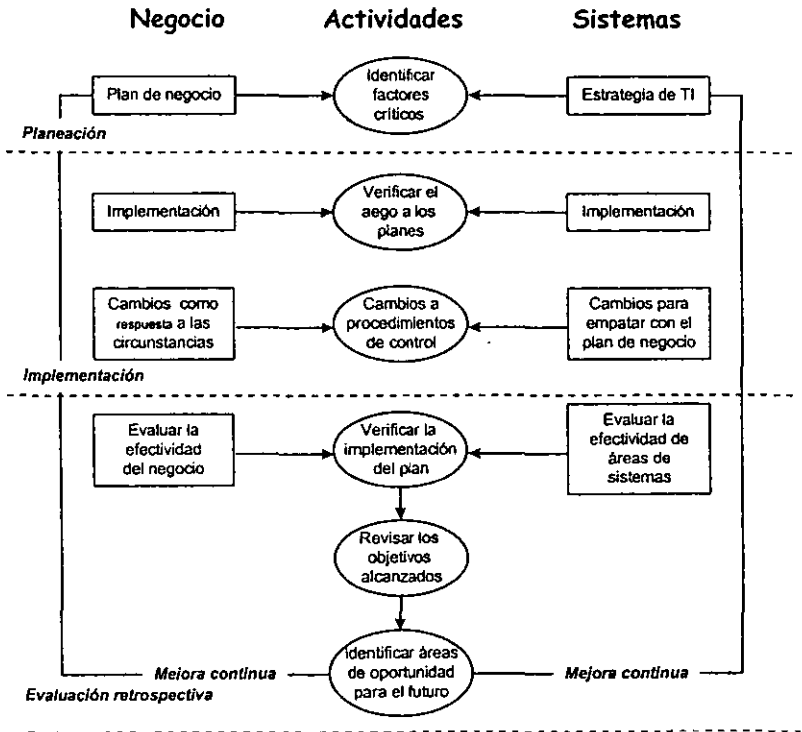 Negocio Actividades Sistemas
Plan de negocio
Identificar
factores
críticos
Estrategia de TI
Planeación
Implementación
Verificar el
aego a los
planes
Implementación
Cambios como
respuesta a las
circunstancias
Cambios a
procedimientos
de control
Cambios para
empatar con el
plan de negocio
Implementación
Evaluar la
efectividad
del negocio
Verificar la
implementación
del plan
Evaluar la
efectividad de
áreas de
sistemas
Revisar los
objetivos
alcanzados
Mejora continua
Identificar áreas
de oportunidad
para el futuro
Mejora continua
Evaluación retrospectiva